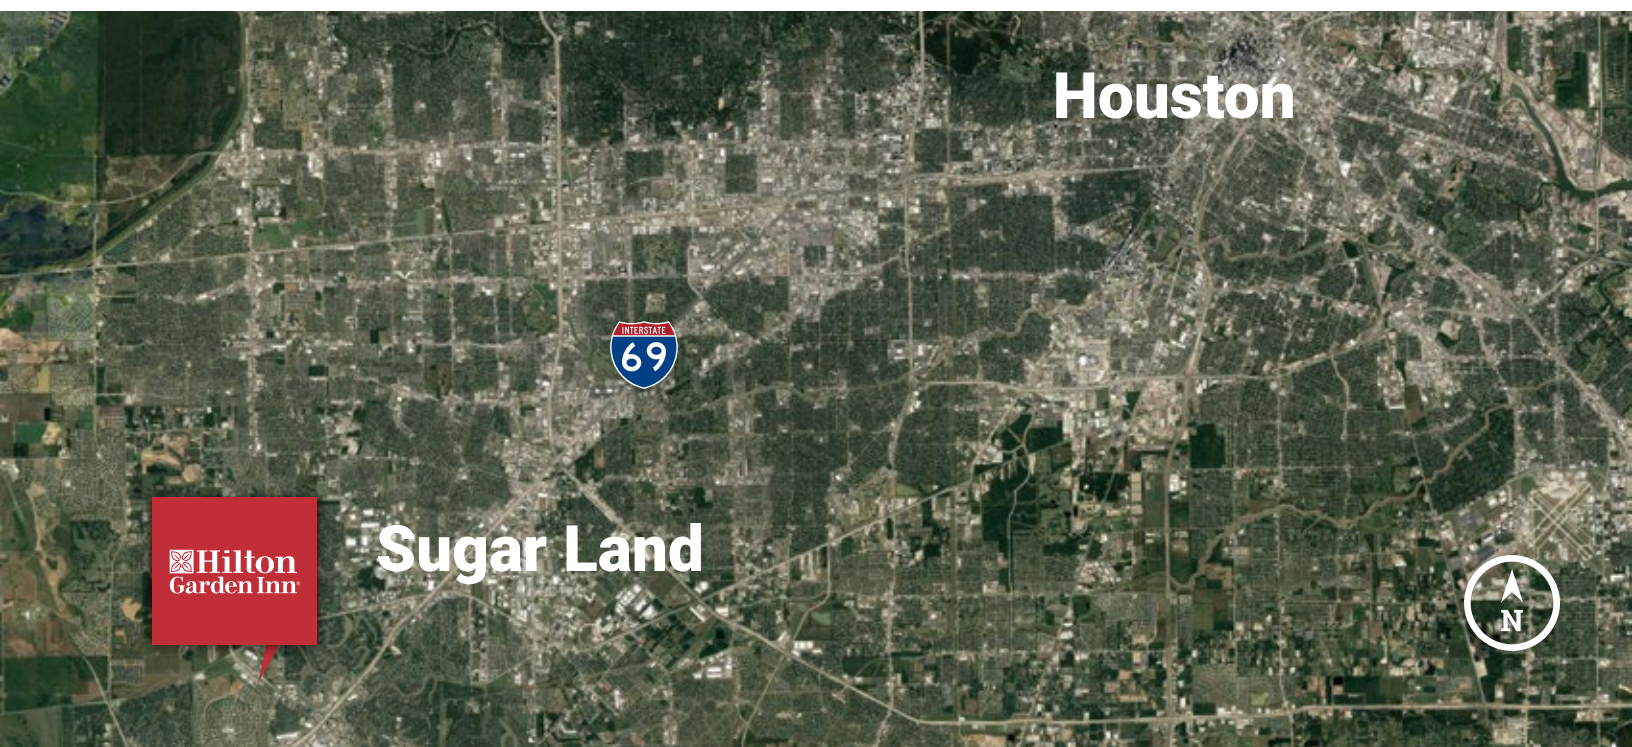 Houston
INTERSTATE
69
Sugar Land
Hilton
Garden Inn®
N